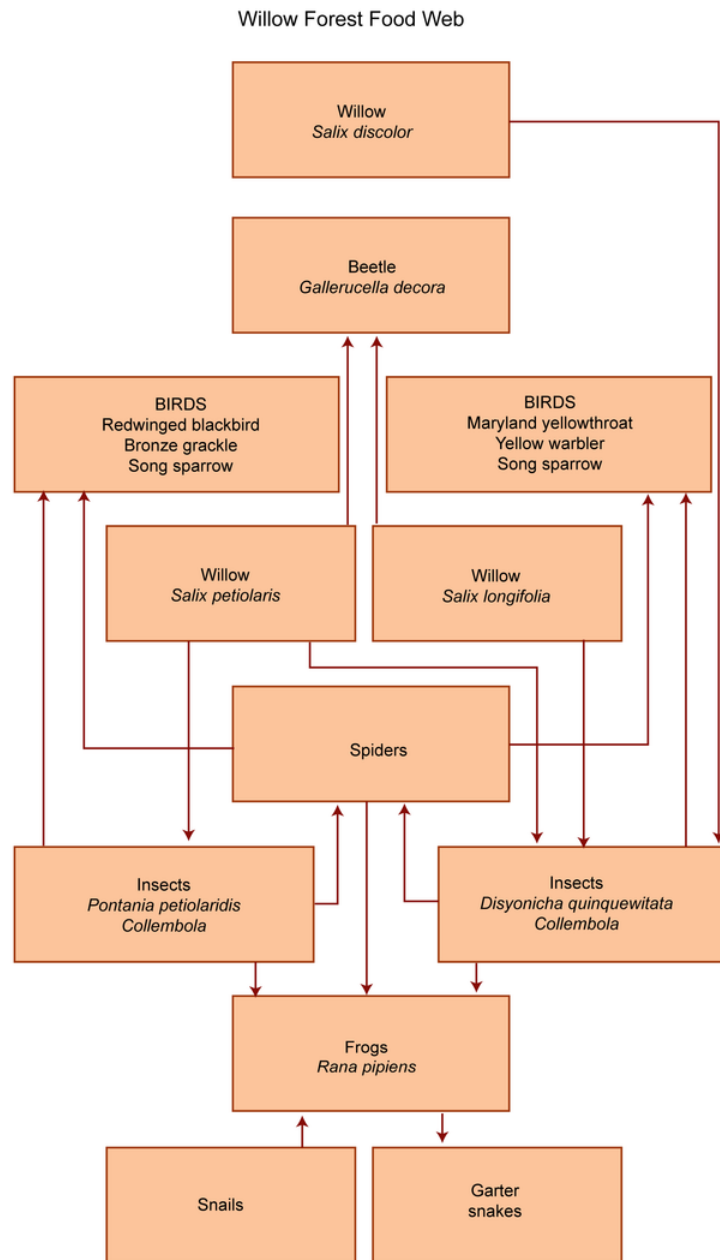 Willow Forest Food Web
Willow
Salix discolor
Beetle
Gallerucella decora
BIRDS
Redwinged blackbird
Bronze grackle
Song sparrow
BIRDS
Maryland yellowthroat
Yellow warbler
Song sparrow
Willow
Salix petiolaris
Willow
Salix longifolia
Spiders
Insects
Pontania petiolaridis
Collembola
Insects
Disyonicha quinquewitata
Collembola
Frogs
Rana pipiens
Snails
Garter
snakes